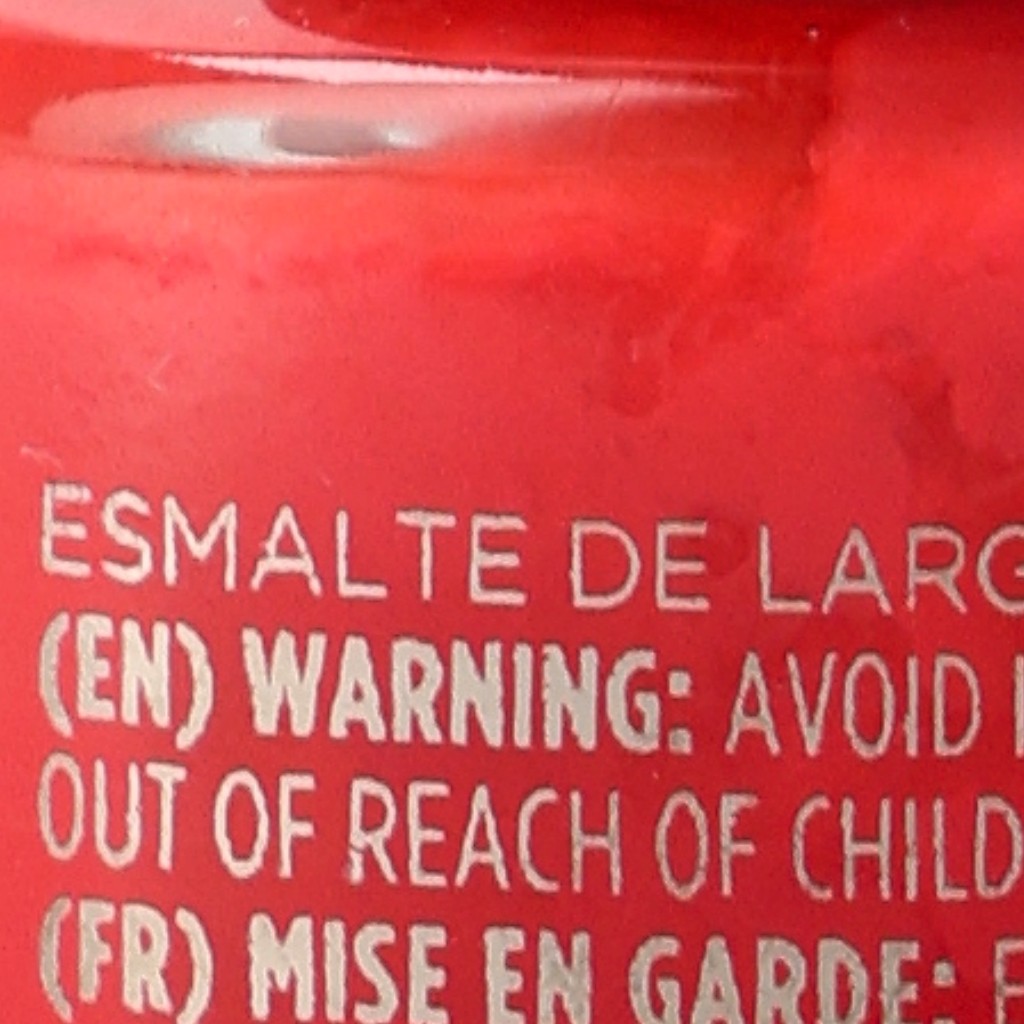 ESMALTE DE LARG
(EN) WARNING: AVOID
OUT OF REACH OF CHILD
(FR) MISE EN GARDE: